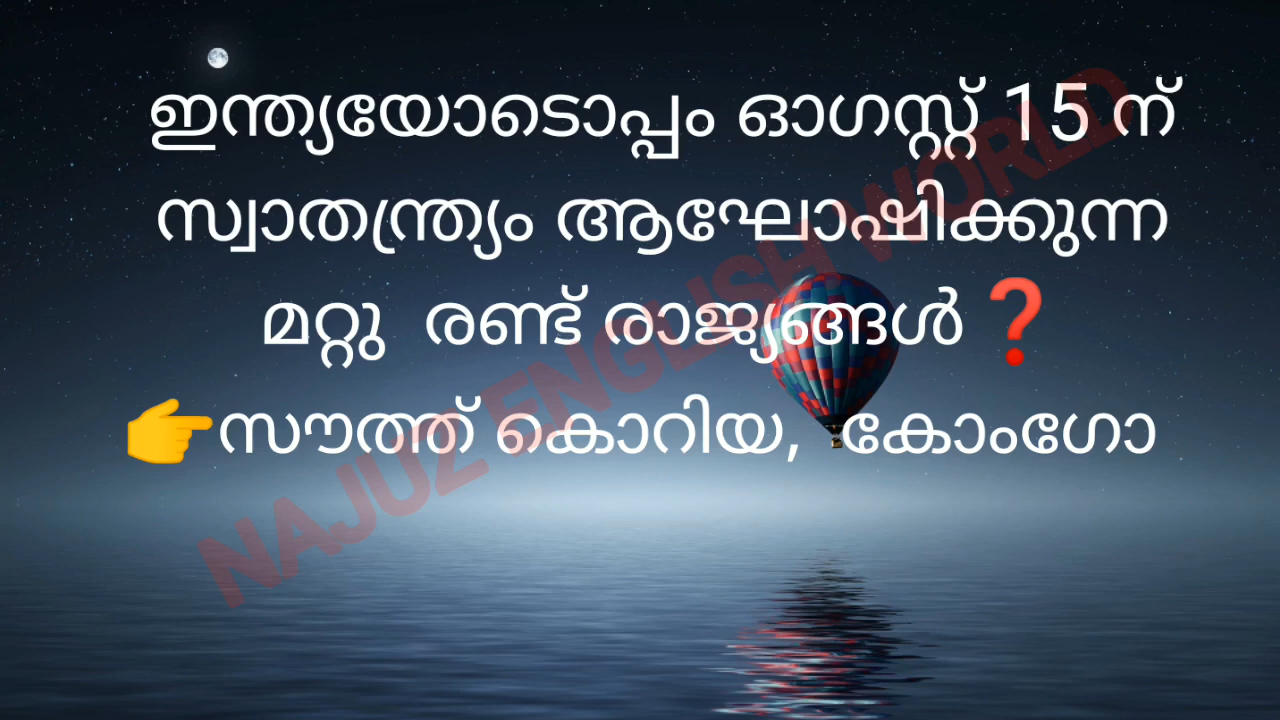 ഇന്ത്യയോടൊപ്പം ഓഗസ്റ്റ് 15 ന്
സ്വാതന്ത്ര്യം ആഘോഷിക്കുന്ന
മറ്റു രണ്ട് രാജ്യങ്ങൾ ❓
👉സൗത്ത് കൊറിയ, കോംഗോ
NAJUZ ENGLISH WORLD